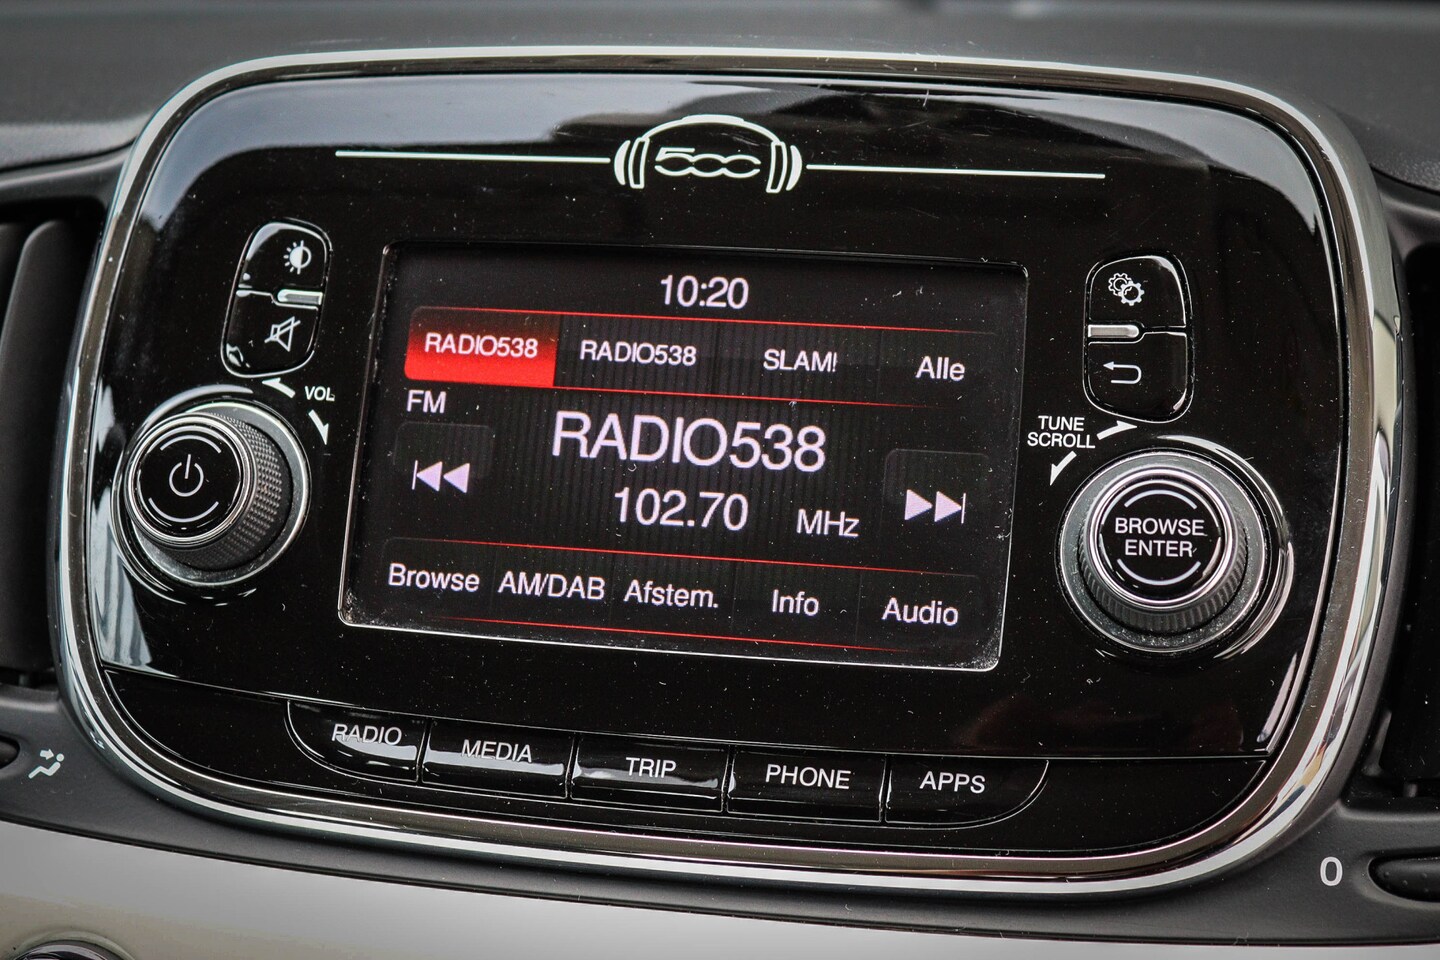 500
10:20
RADIO538 RADIO538 SLAM! Alle
FM
RADIO538
102.70 MHz
Browse AM/DAB Afstem. Info Audio
VOL
TUNE
SCROLL
BROWSE
ENTER
RADIO MEDIA TRIP PHONE APPS
0